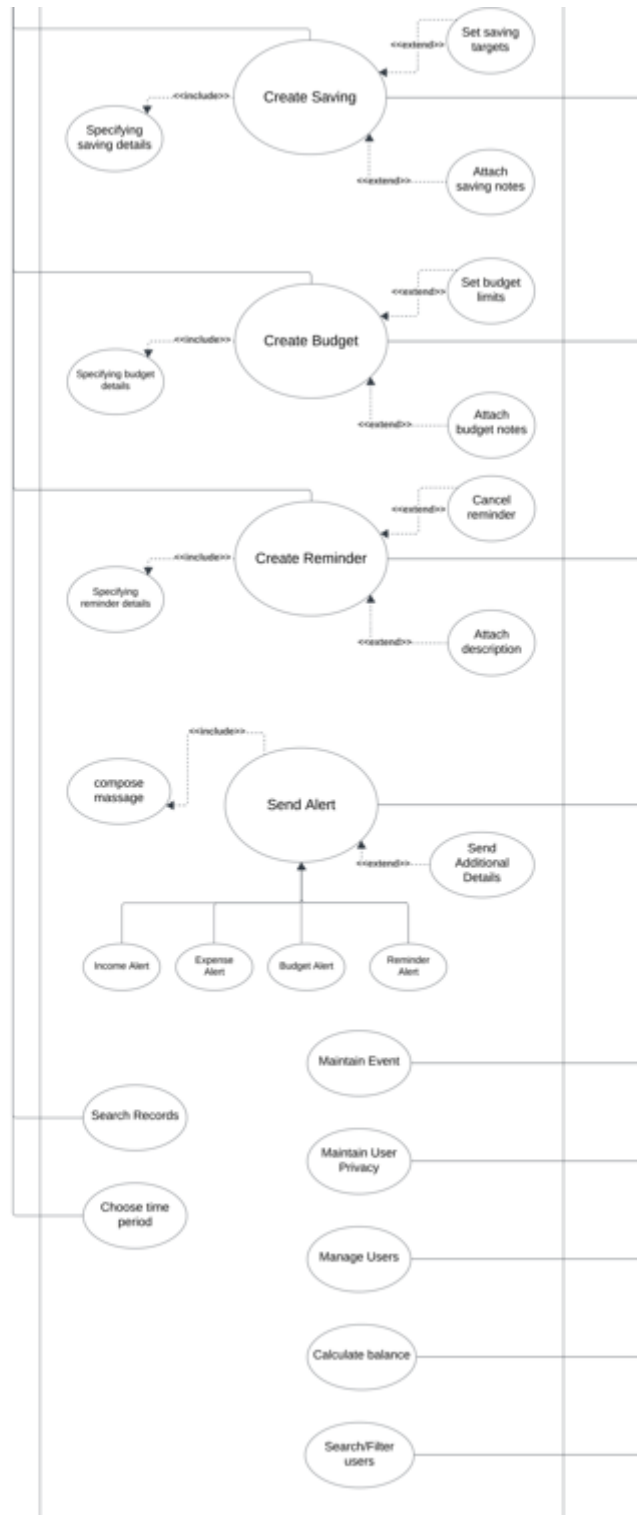 Set saving
targets
<<extend>>
Create Saving
<<include>>
Specifying
saving details
Attach
saving notes
<<extend>>
Set budget
limits
<<extend>>
Create Budget
<<include>>
Specifying budget
details
Attach
budget notes
<<extend>>
Cancel
reminder
<<extend>>
Create Reminder
<<include>>
Specifying
reminder details
Attach
description
<<extend>>
<<include>>
compose
massage
Send Alert
Send
Additional
Details
<<extend>>
Income Alert
Expense
Alert
Budget Alert
Reminder
Alert
Maintain Event
Search Records
Maintain User
Privacy
Choose time
period
Manage Users
Calculate balance
Search/Filter
users